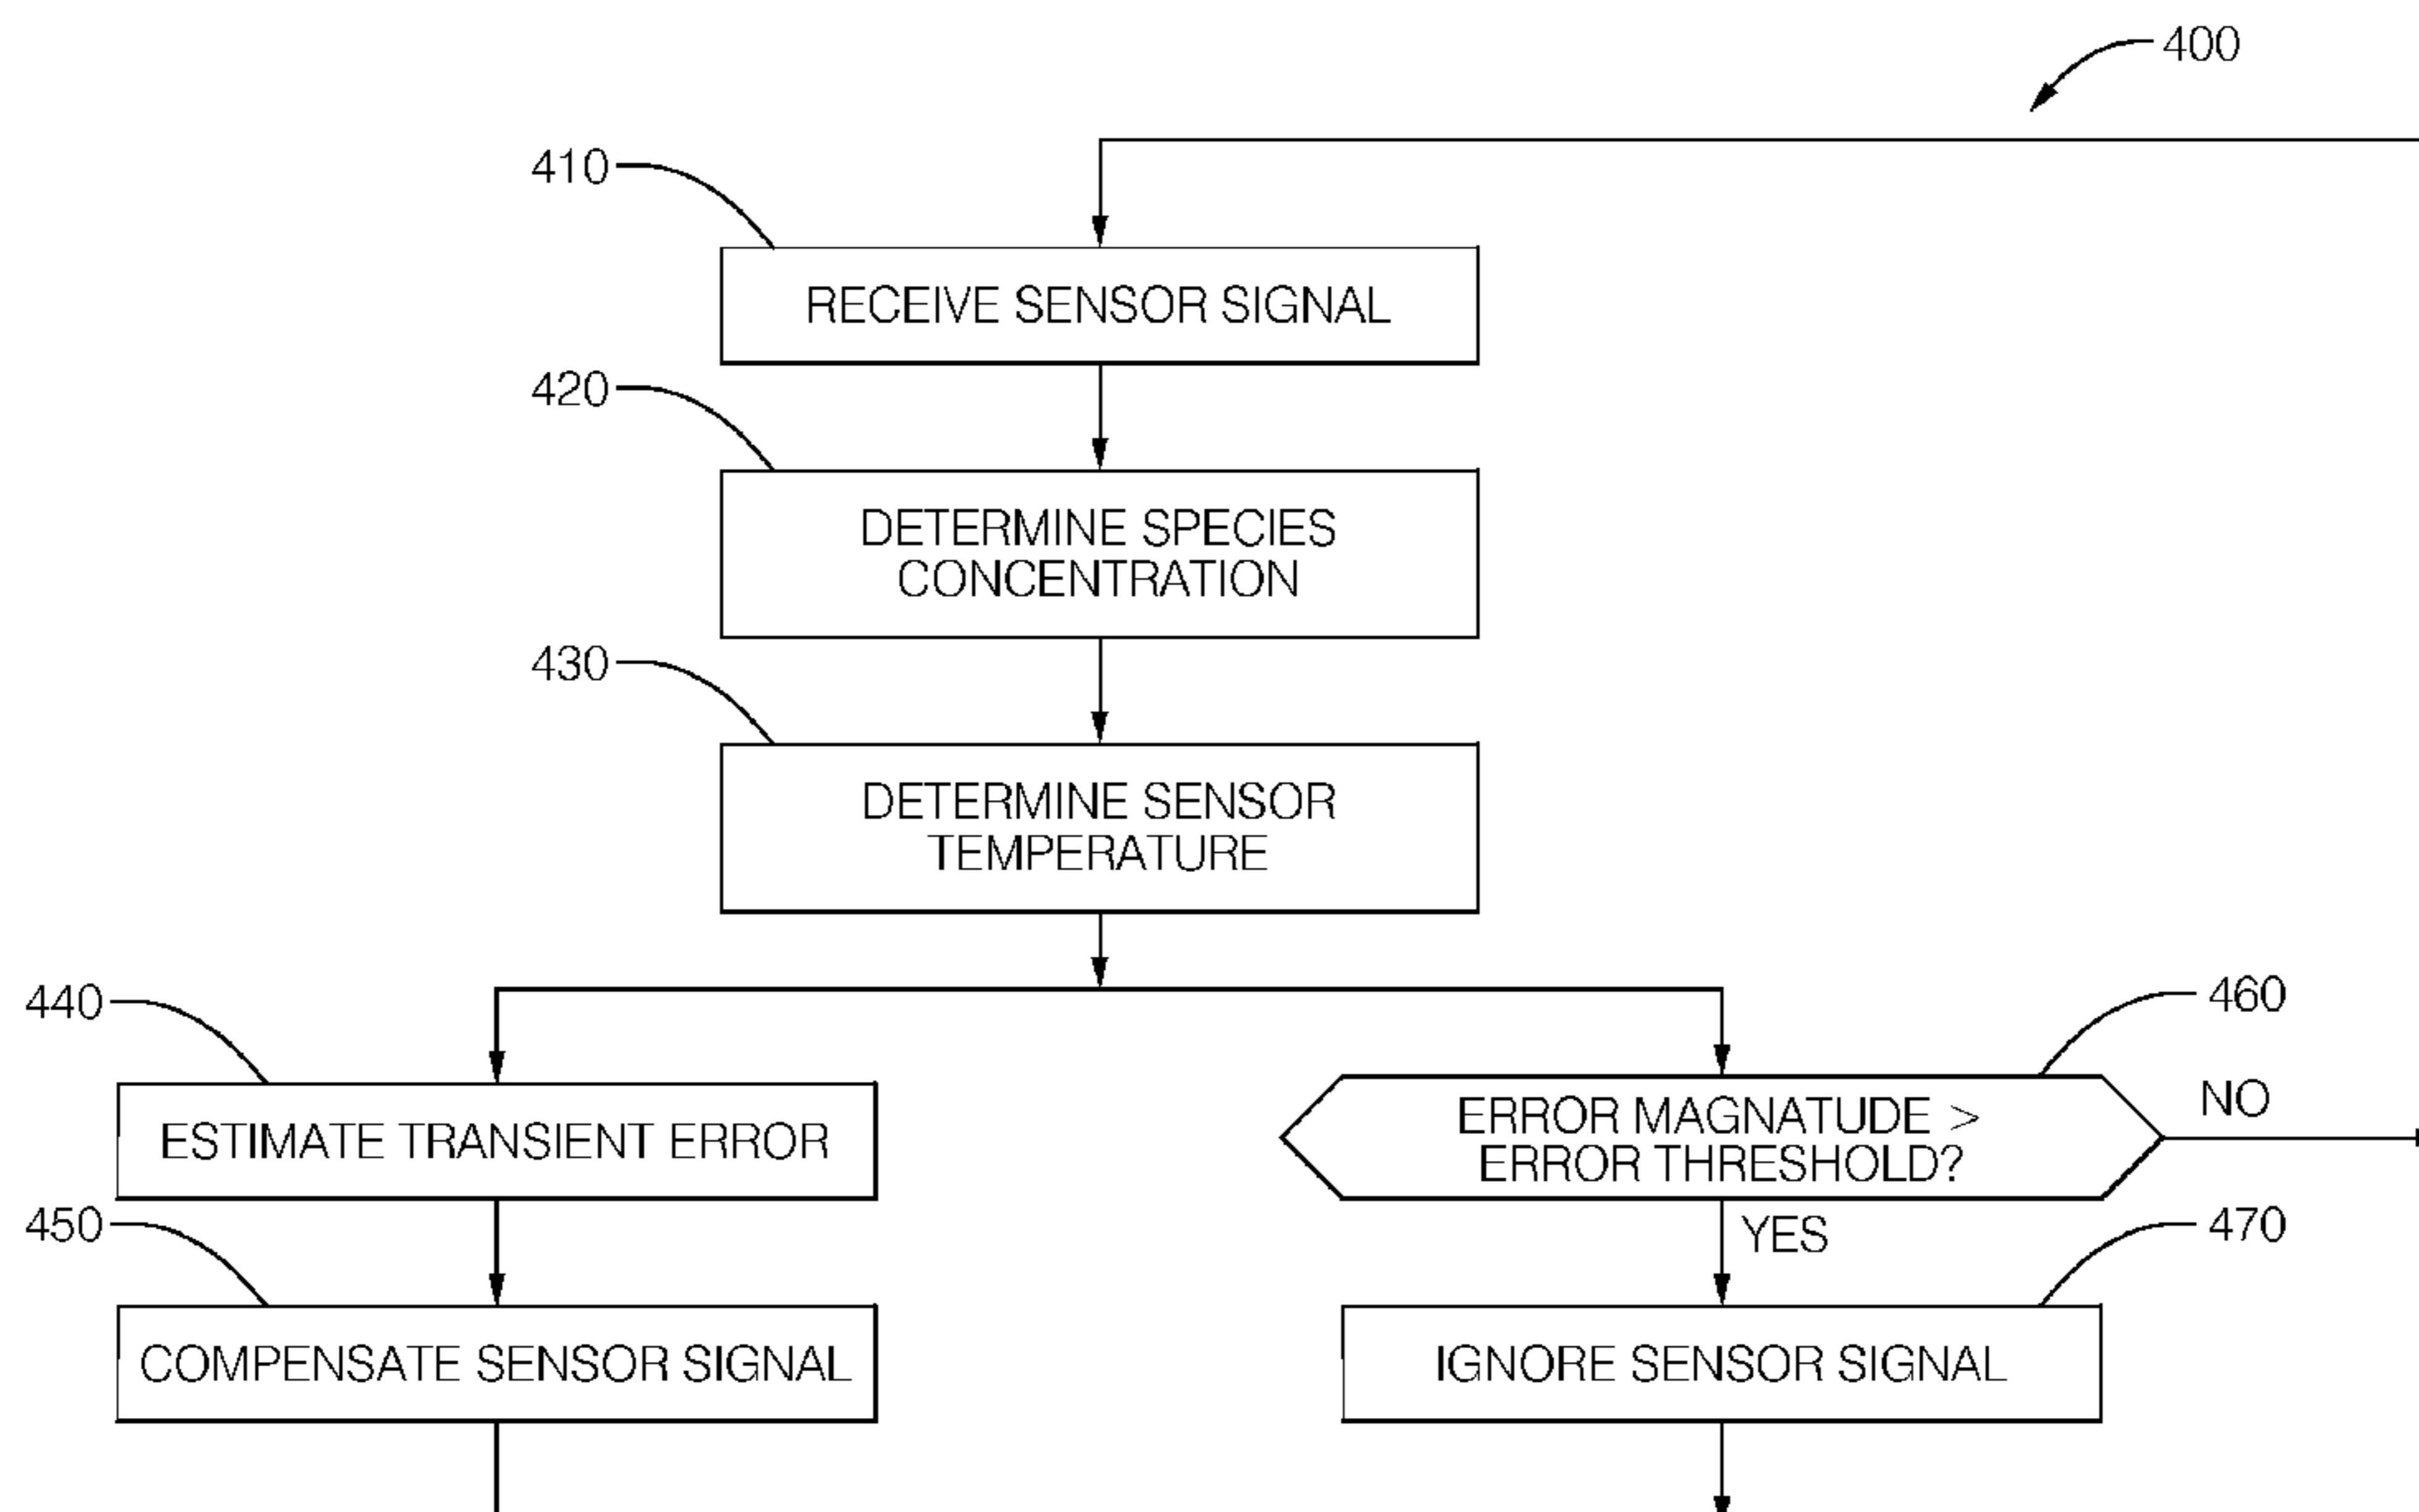 400
410
RECEIVE SENSOR SIGNAL
420
DETERMINE SPECIES
CONCENTRATION
430
DETERMINE SENSOR
TEMPERATURE
440
ESTIMATE TRANSIENT ERROR
460
ERROR MAGNATUDE >
ERROR THRESHOLD?
NO
YES
450
COMPENSATE SENSOR SIGNAL
470
IGNORE SENSOR SIGNAL